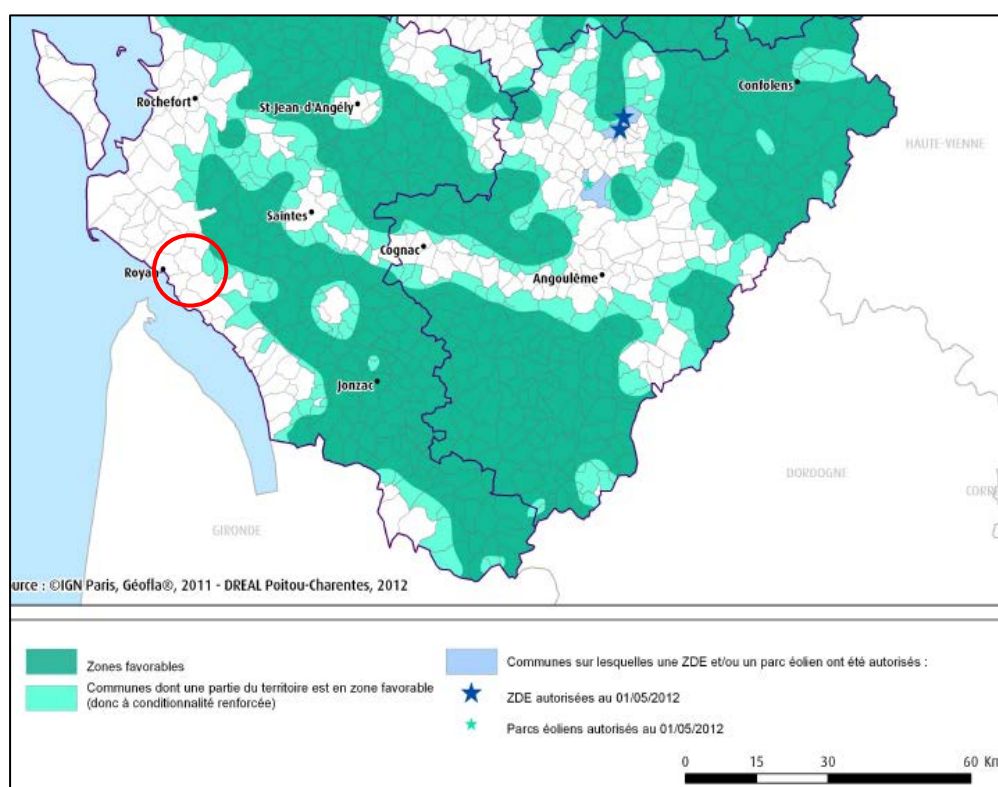 Rochefort
St-Jean-d'Angély
Confolens
HAUTE-VIENNE
Saintes
Cognac
Royan
Angoulême
Jonzac
DORDOGNE
CORR
GIRONDE
urce : ©IGN Paris, Géofla®, 2011 - DREAL Poitou-Charentes, 2012
Zones favorables
Communes dont une partie du territoire est en zone favorable
(donc à conditionnalité renforcée)
Communes sur lesquelles une ZDE et/ou un parc éolien ont été autorisés :
ZDE autorisées au 01/05/2012
Parcs éoliens autorisés au 01/05/2012
0 15 30 60 Km